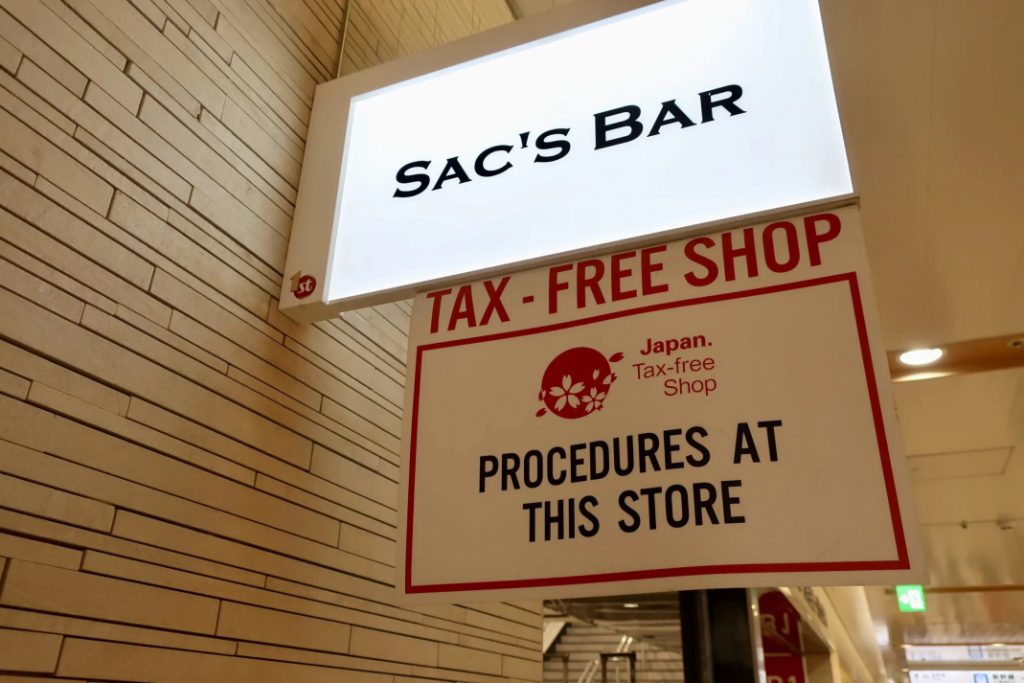 SAC'S BAR
1st
TAX - FREE SHOP
Japan.
Tax-free
Shop
PROCEDURES AT
THIS STORE